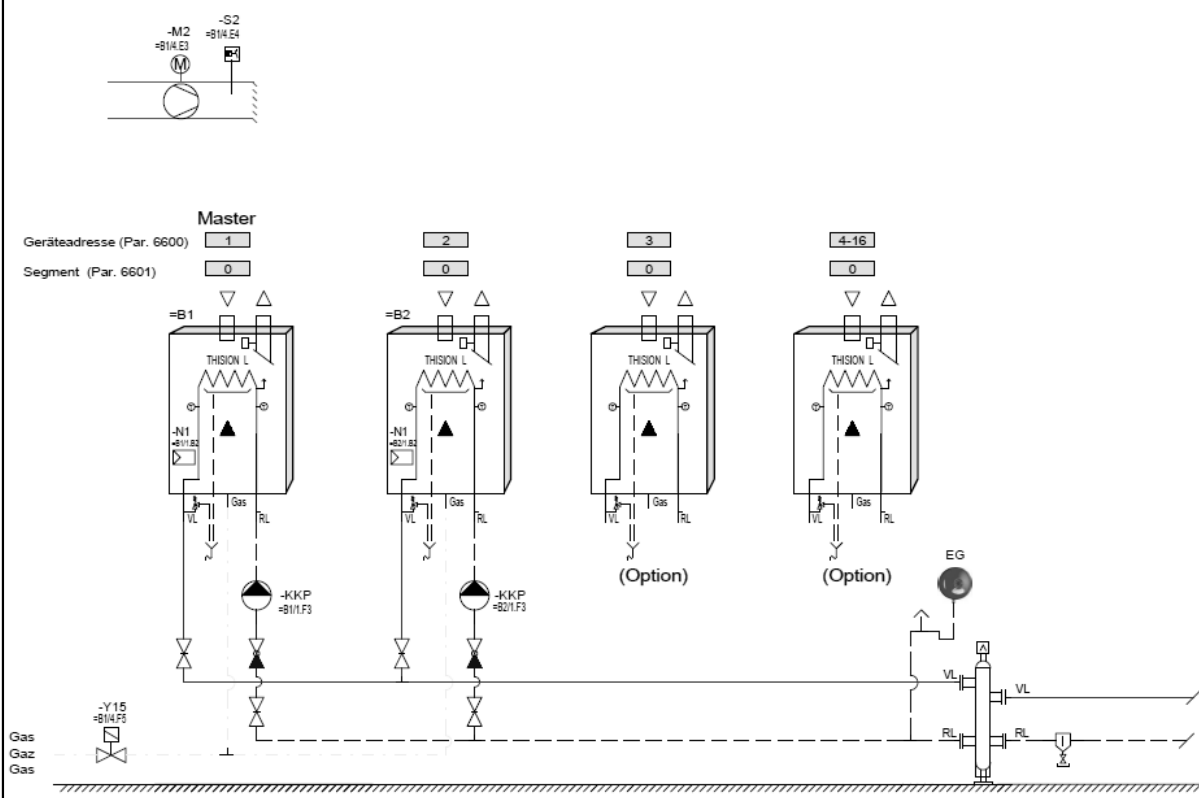 -M2
=B1/4.E3
-S2
=B1/4.E4
M
Master
Geräteadresse (Par. 6600)
1
2
3
4-16
Segment (Par. 6601)
0
0
0
0
=B1
=B2
THISION L
THISION L
THISION L
THISION L
-N1
=B1/1.B2
-N1
=B2/1.B2
VL
Gas
RL
VL
Gas
RL
VL
Gas
RL
VL
Gas
RL
(Option)
(Option)
EG
-KKP
=B1/1.F3
-KKP
=B2/1.F3
VL
VL
-Y15
=B1/4.F5
RL
RL
Gas
Gaz
Gas